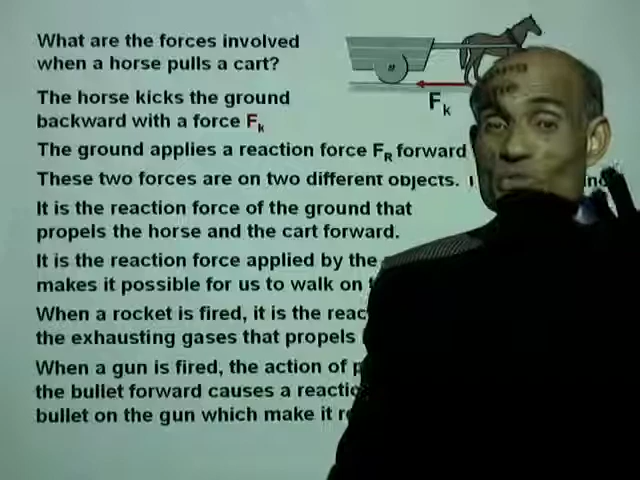 What are the forces involved
when a horse pulls a cart?
Fk
The horse kicks the ground
backward with a force Fk
The ground applies a reaction force FR forward
These two forces are on two different objects.
It is the reaction force of the ground that
propels the horse and the cart forward.
It is the reaction force applied by the
makes it possible for us to walk on
When a rocket is fired, it is the
the exhausting gases that propels
When a gun is fired, the action of
the bullet forward causes a
bullet on the gun which make it